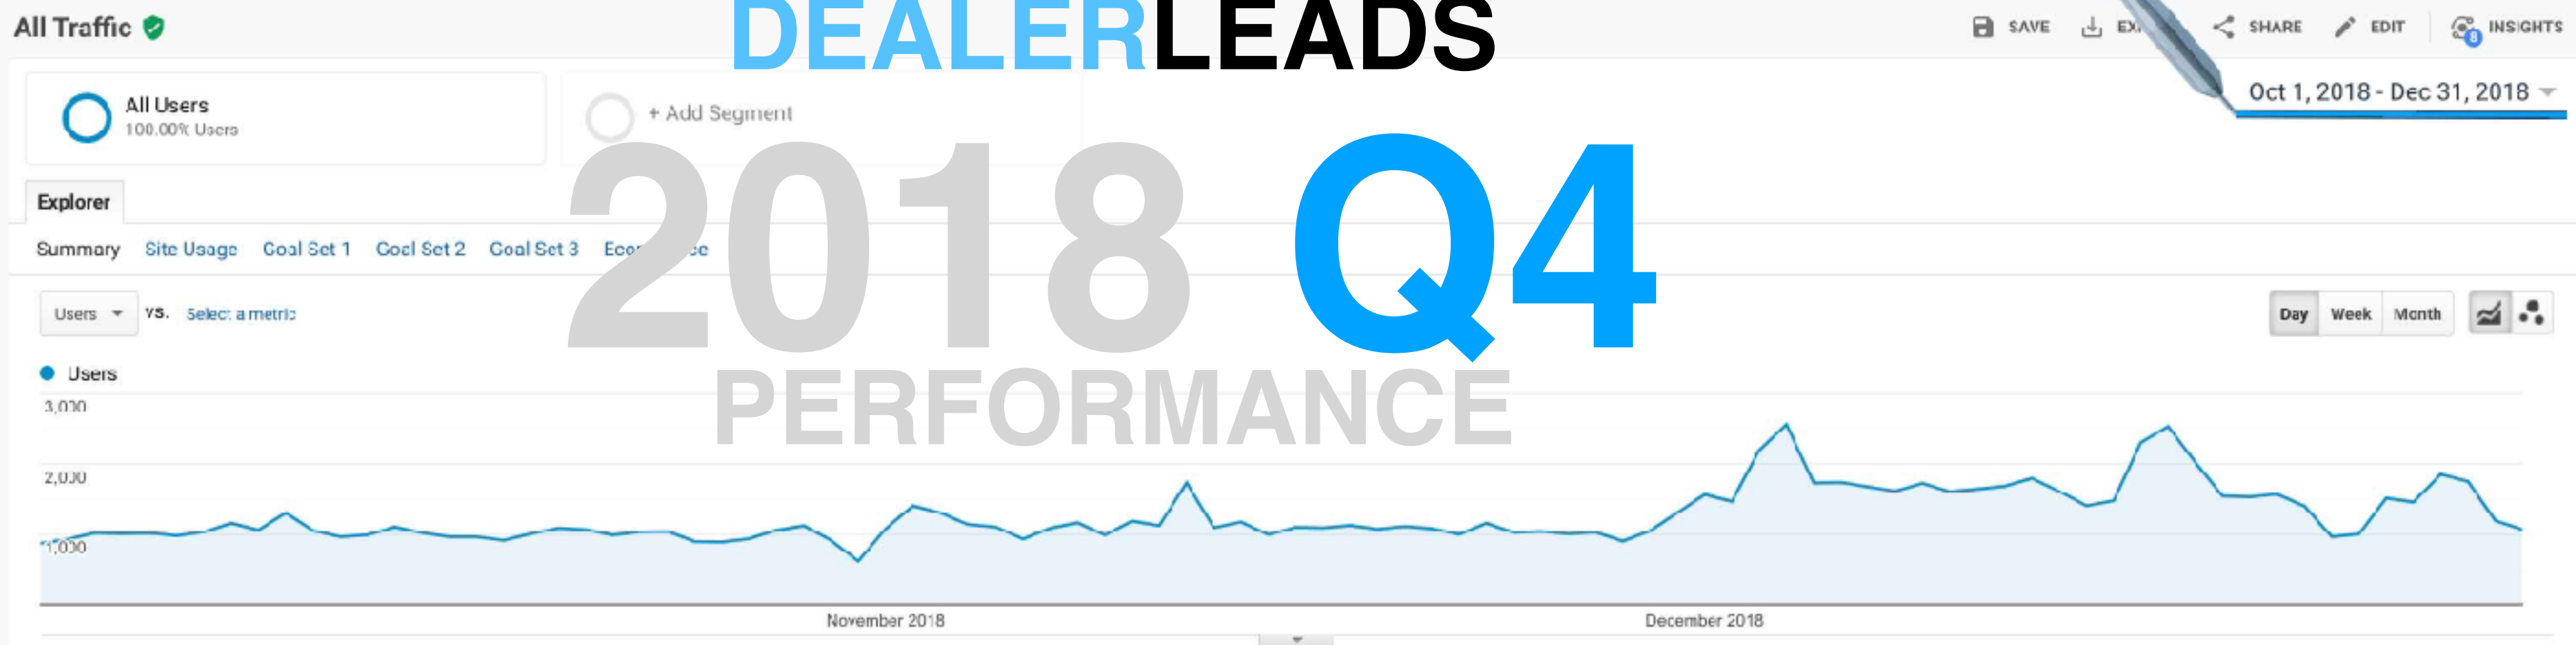 All Traffic
DEALERLEADS
SAVE
SHARE
EDIT
8
INSIGHTS
All Users
100.00% Users
+ Add Segment
Oct 1, 2018 - Dec 31, 2018
2018 Q4
PERFORMANCE
Explorer
Summary Site Usage Goal Set 1 Goal Set 2 Goal Set 3
Users VS. Select a metric
Day Week Month
Users
3,000
2,000
1,000
November 2018 December 2018